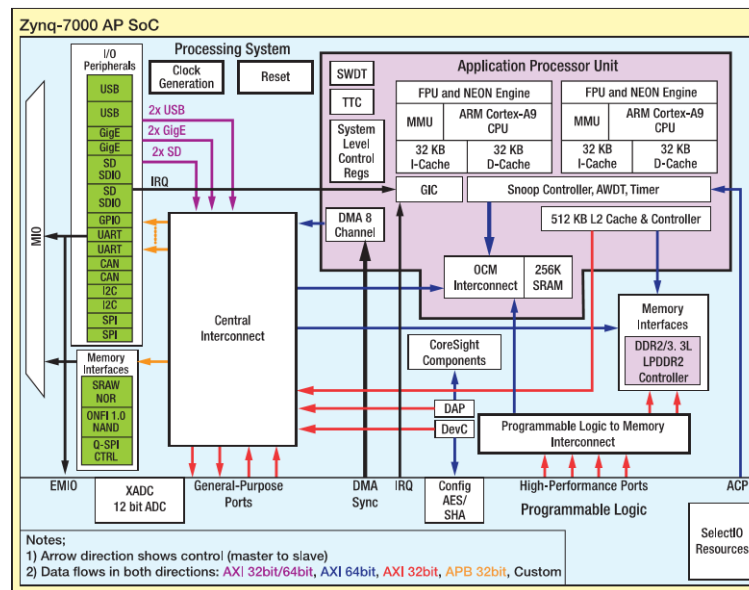 Zynq-7000 AP SoC
I/O
Peripherals
USB
USB
GigE
GigE
SD
SDIO
SD
SDIO
GPIO
UART
UART
CAN
CAN
I2C
I2C
SPI
SPI
MIO
Memory
Interfaces
SRAW
NOR
ONFI 1.0
NAND
Q-SPI
CTRL
EMIO
Processing System
Clock
Generation
Reset
2x USB
2x GigE
2x SD
IRQ
Central
Interconnect
Application Processor Unit
SWDT
TTC
System
Level
Control
Regs
FPU and NEON Engine
MMU
ARM Cortex-A9
CPU
32 KB
I-Cache
32 KB
D-Cache
FPU and NEON Engine
MMU
ARM Cortex-A9
CPU
32 KB
I-Cache
32 KB
D-Cache
GIC
Snoop Controller, AWDT, Timer
DMA 8
Channel
512 KB L2 Cache & Controller
OCM
Interconnect
256K
SRAM
Memory
Interfaces
DDR2/3. 3L
LPDDR2
Controller
CoreSight
Components
DAP
DevC
Programmable Logic to Memory
Interconnect
XADC
12 bit ADC
General-Purpose
Ports
DMA
Sync
IRQ
Config
AES/
SHA
High-Performance Ports
ACP
Programmable Logic
SelectIO
Resources
Notes;
1) Arrow direction shows control (master to slave)
2) Data flows in both directions: AXI 32bit/64bit, AXI 64bit, AXI 32bit, APB 32bit, Custom